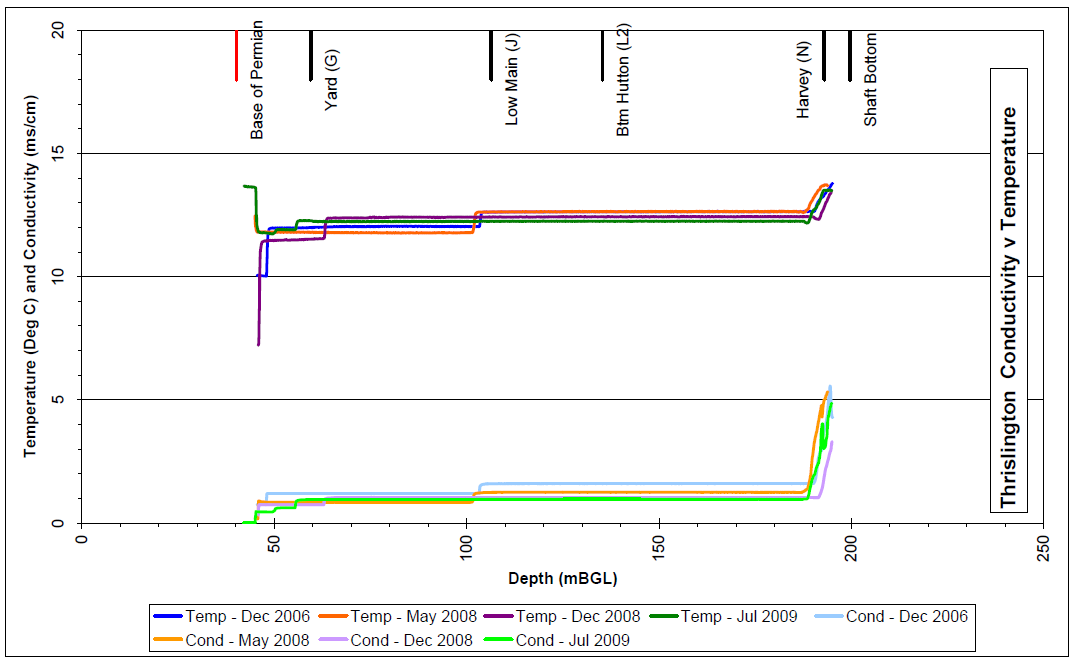 20
15
10
5
0
Temperature (Deg C) and Conductivity (ms/cm)
Base of Permian
Yard (G)
Low Main (J)
Btm Hutton (L2)
Harvey (N)
Shaft Bottom
Thrislington Conductivity v Temperature
0
50
100
150
200
250
Depth (mBGL)
Temp - Dec 2006
Temp - May 2008
Temp - Dec 2008
Temp - Jul 2009
Cond - Dec 2006
Cond - May 2008
Cond - Dec 2008
Cond - Jul 2009